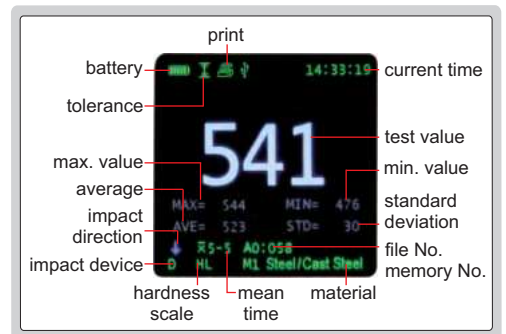 print
battery
14:33:19
current time
tolerance
541
test value
max. value
min. value
MAX= 544 MIN= 476
average
standard
deviation
AVE= 523 STD= 30
impact
direction
x̄5-5 A0:058
file No.
memory No.
impact device
D HL M1 Steel/Cast Steel
hardness
scale
mean
time
material